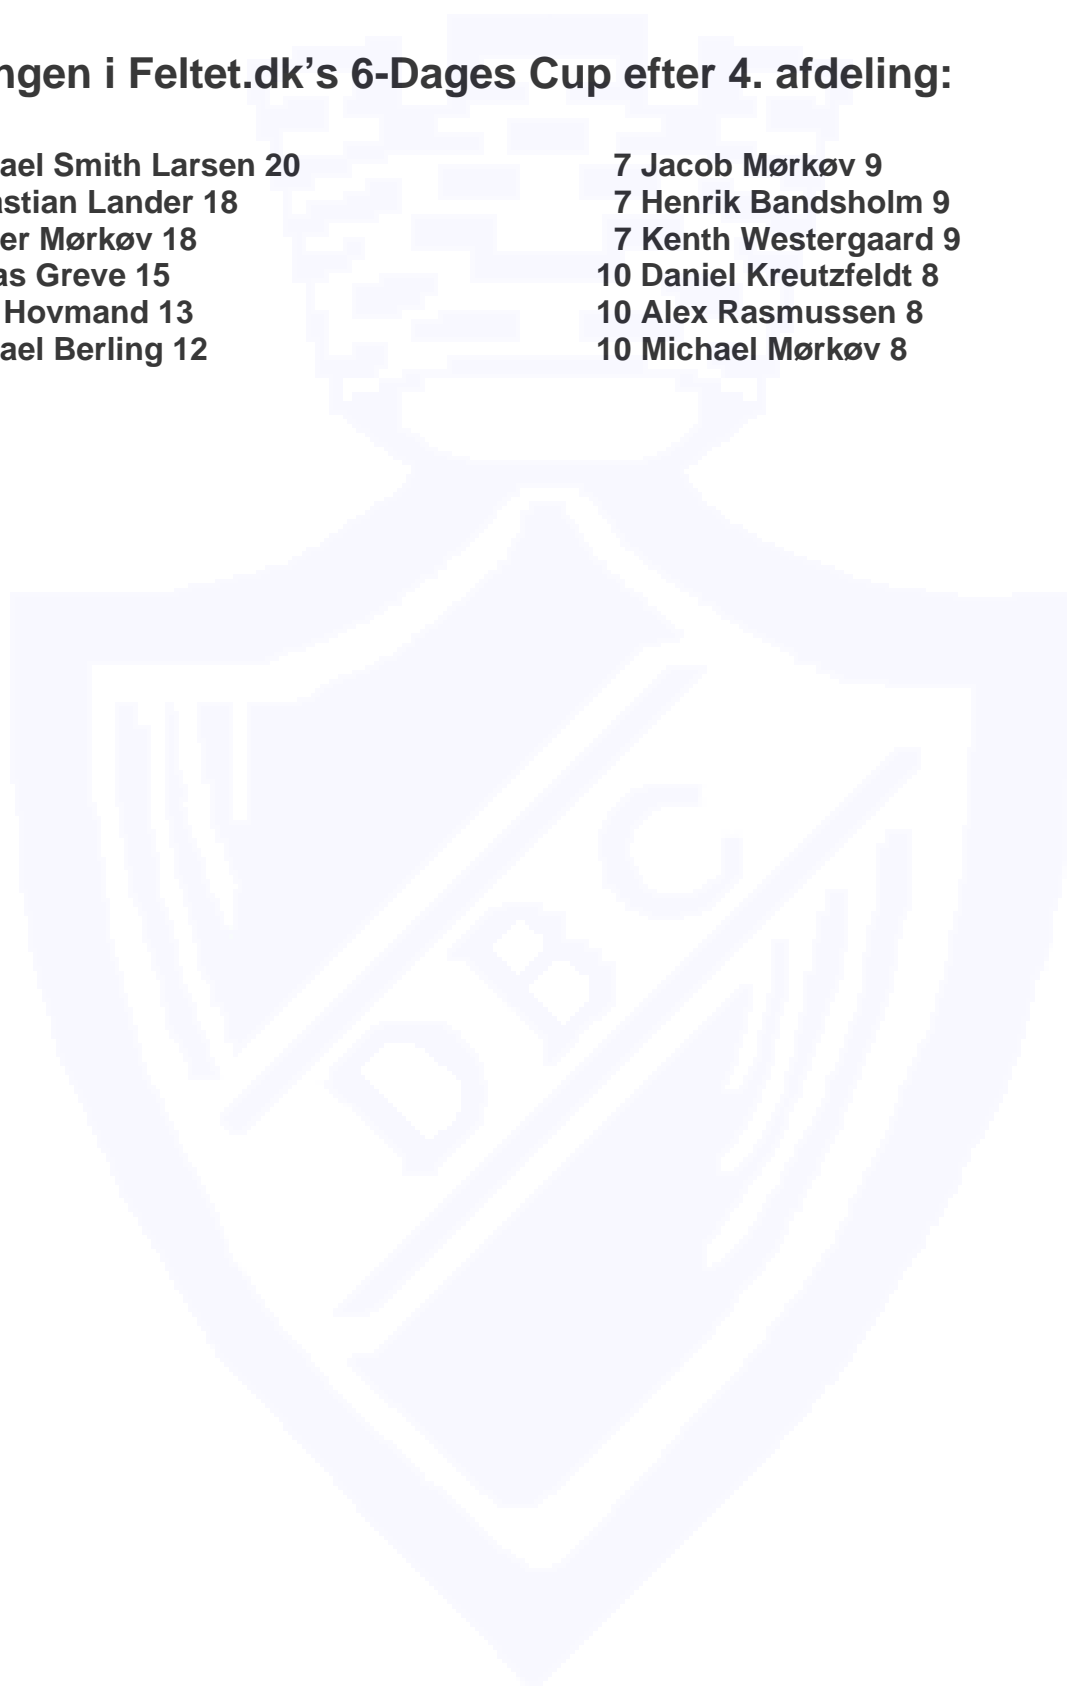 ngen i Feltet.dk’s 6-Dages Cup efter 4. afdeling:
ael Smith Larsen 20
astian Lander 18
er Mørkøv 18
as Greve 15
Hovmand 13
ael Berling 12
7 Jacob Mørkøv 9
7 Henrik Bandsholm 9
7 Kenth Westergaard 9
10 Daniel Kreutzfeldt 8
10 Alex Rasmussen 8
10 Michael Mørkøv 8
DBC